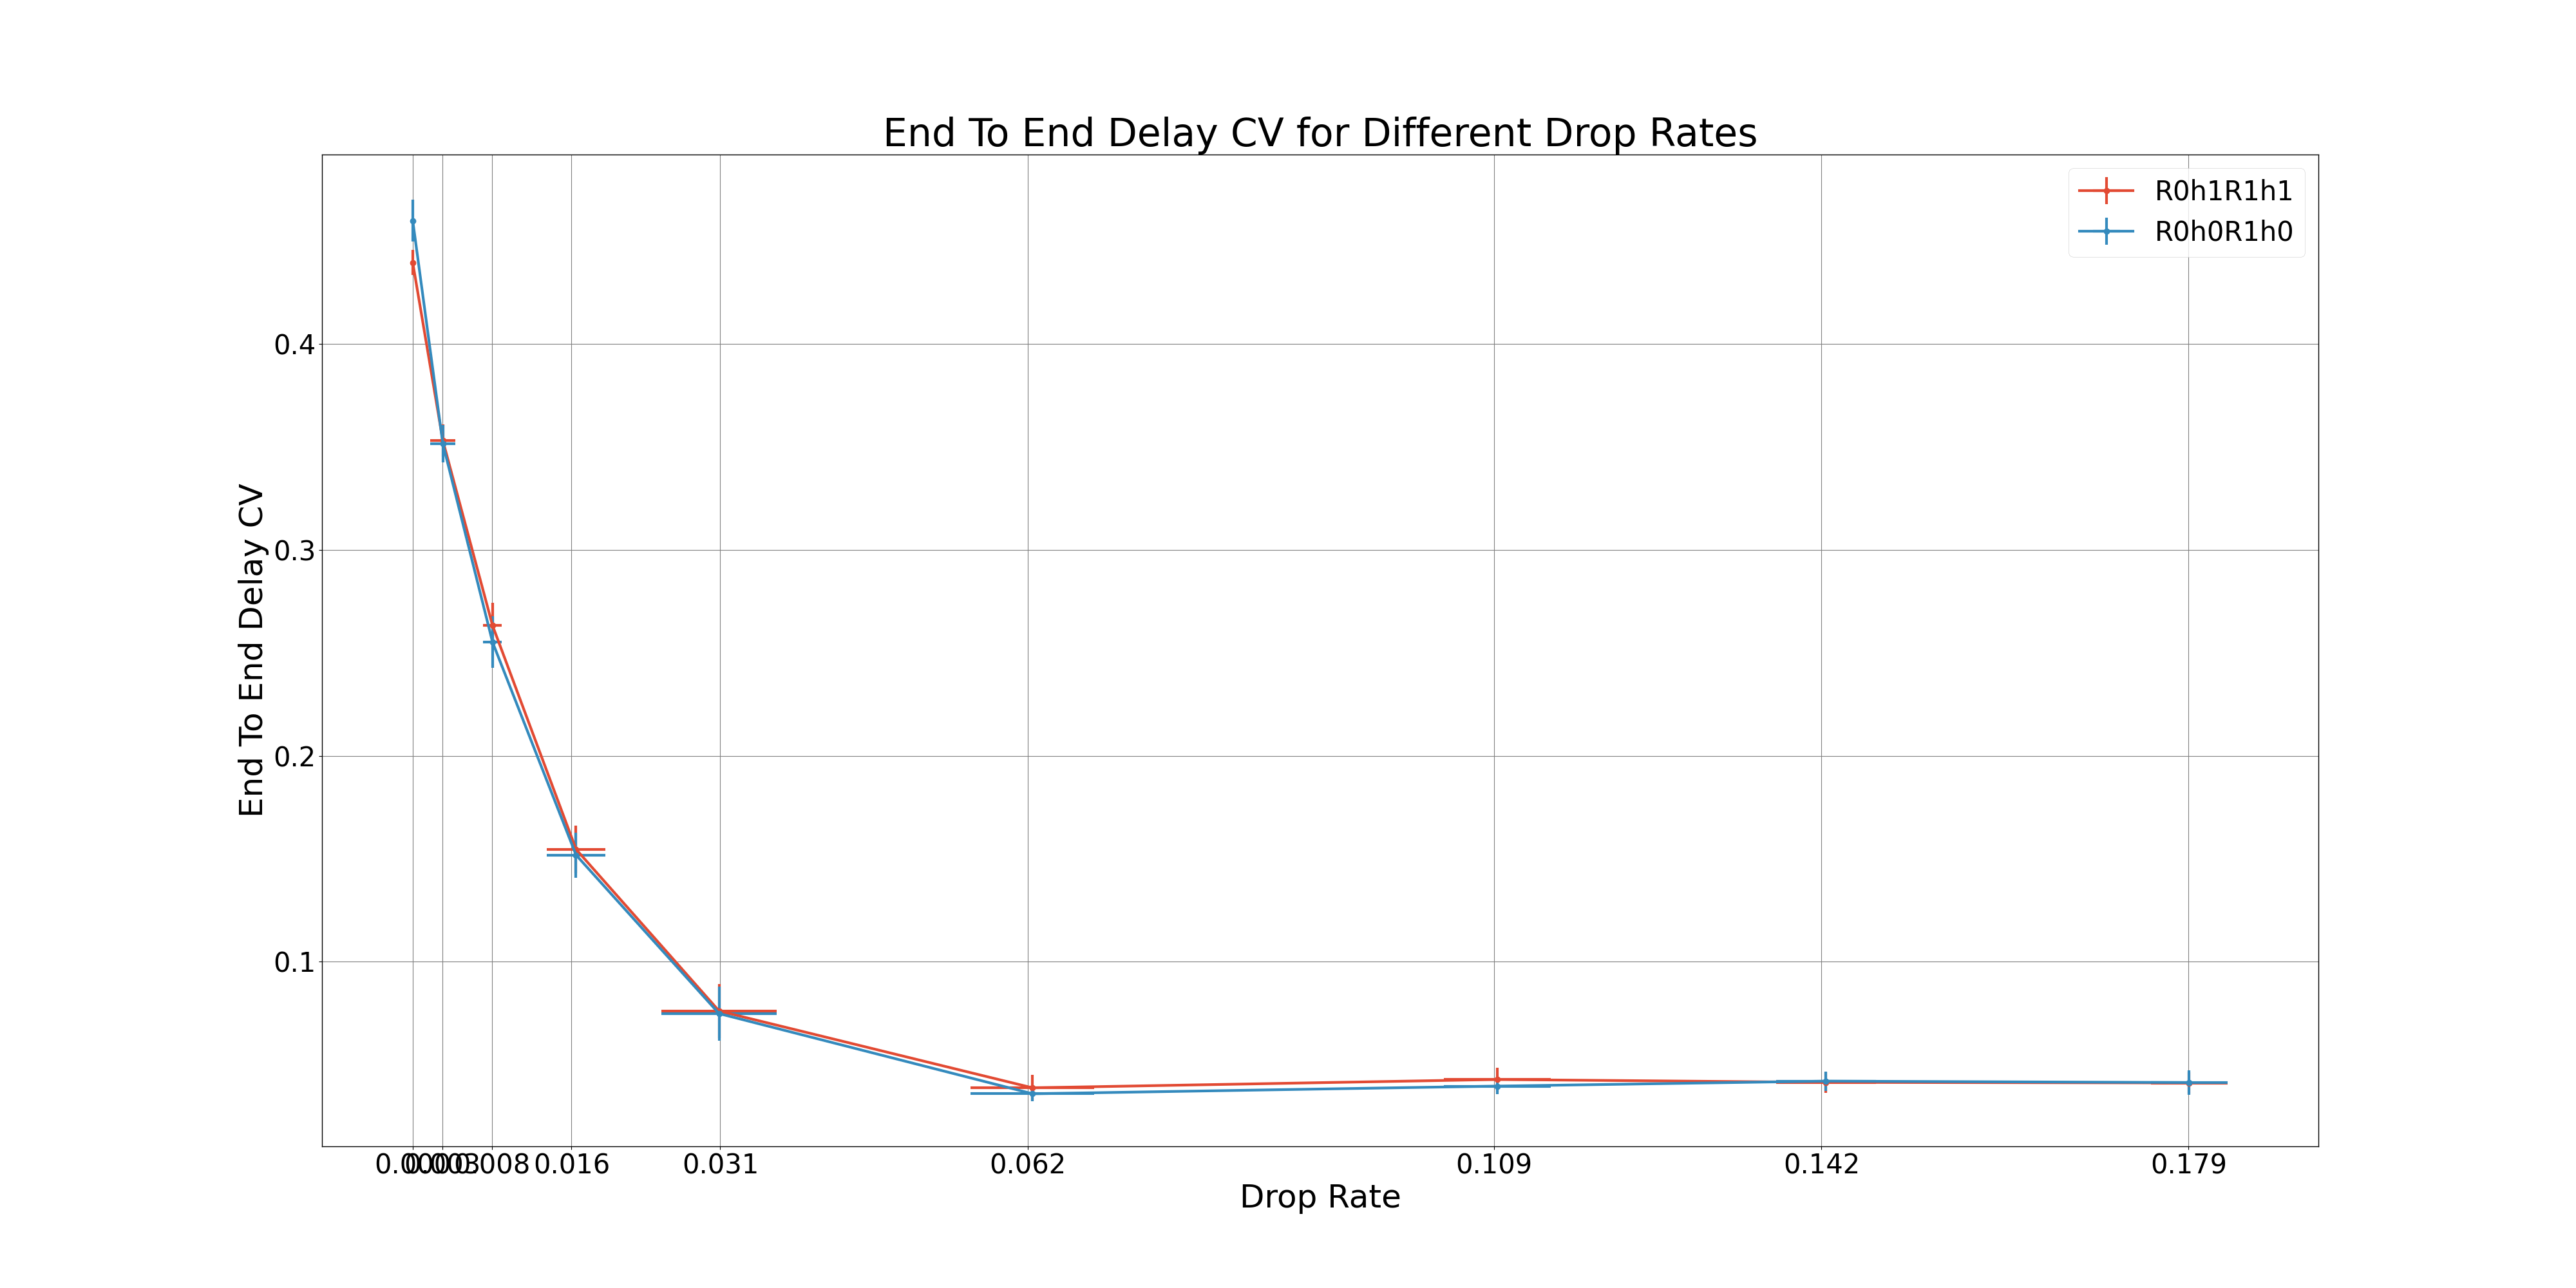 End To End Delay CV for Different Drop Rates
R0h1R1h1
R0h0R1h0
0.4
0.3
0.2
0.1
End To End Delay CV
0.000 0.003 0.008 0.016 0.031 0.062 0.109 0.142 0.179
Drop Rate